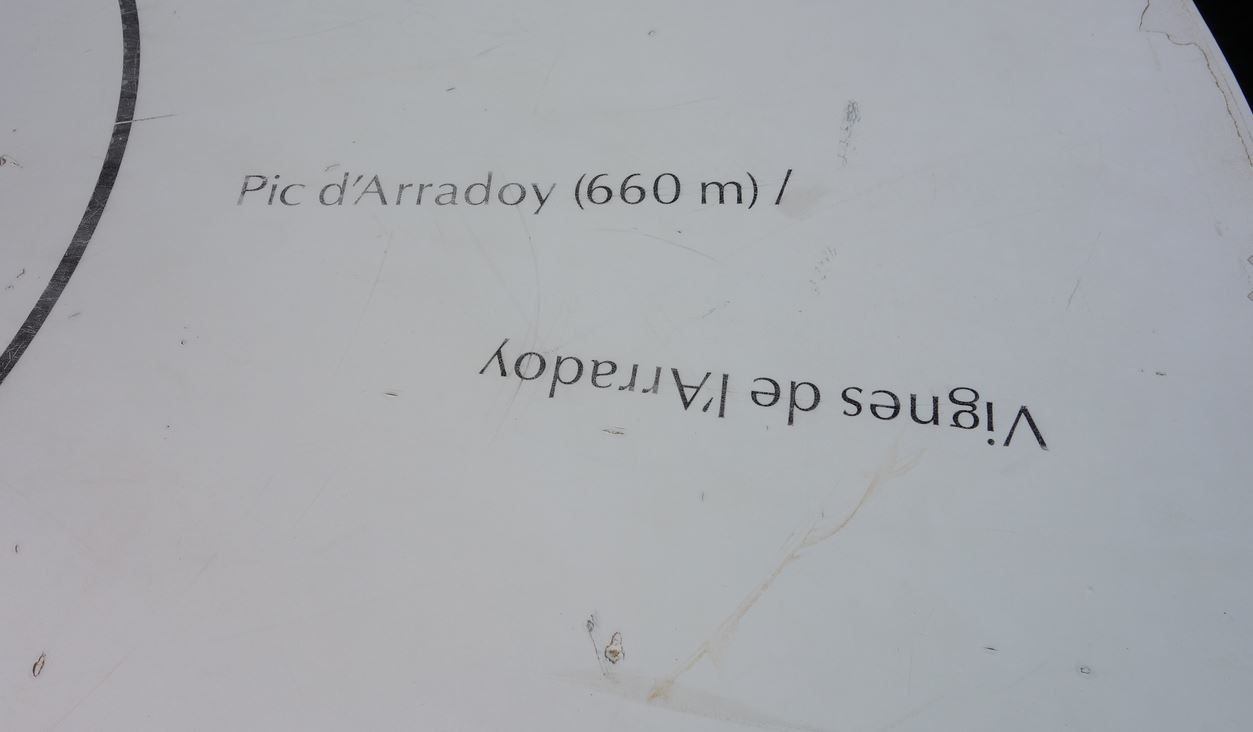 Pic d'Arradoy (660 m) /
Vignes de l'Arradoy